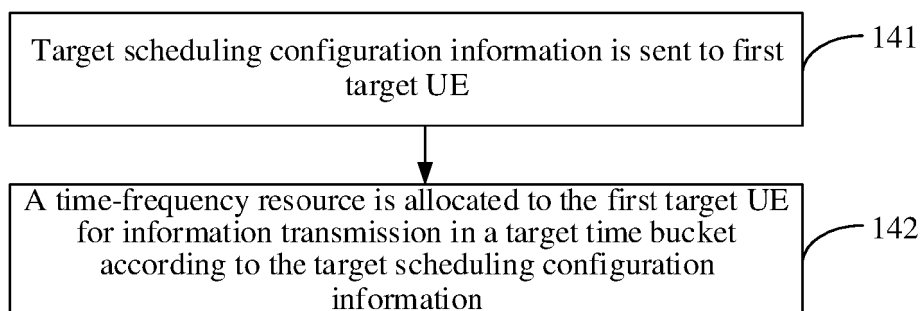 Target scheduling configuration information is sent to first
target UE
141
A time-frequency resource is allocated to the first target UE
for information transmission in a target time bucket
according to the target scheduling configuration
information
142